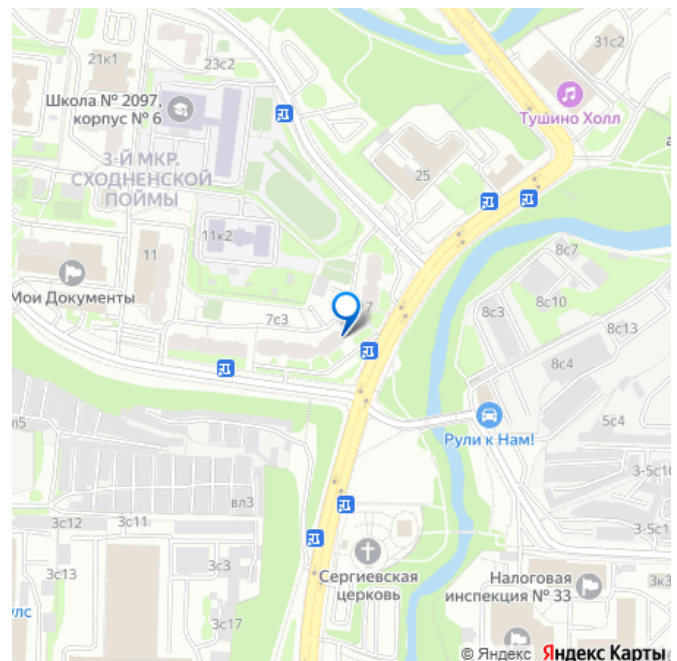 21к1
23с2
31с2
Школа № 2097,
корпус № 6
Тушино Холл
3-Й МКР.
СХОДНЕНСКОЙ
ПОЙМЫ
25
11к2
11
8с7
Мои Документы
8с10
17
7с3
8с3
8с13
8с4
5с4
Рули к Нам!
3-5с10
вл3
3с12
3с11
3-5с1
3с3
3с13
Сергиевская
церковь
Налоговая
инспекция № 33
3к3
3с17
© Яндекс Яндекс Карты